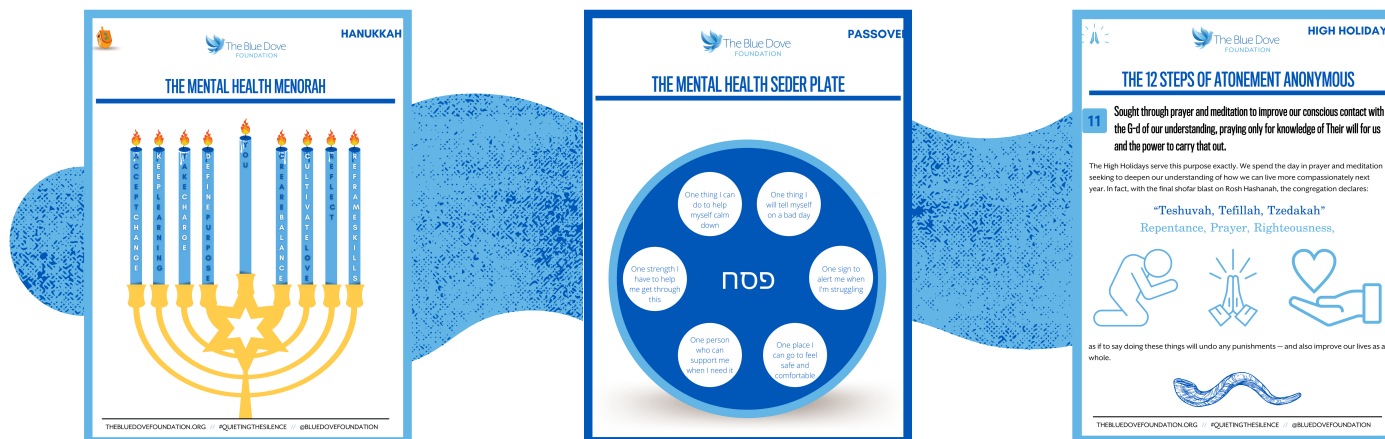 HANUKKAH
The Blue Dove
FOUNDATION
THE MENTAL HEALTH MENORAH
ACCEPT CHANGE
KEEP LEARNING
TAKE CHARGE
DEFINE PURPOSE
YOU
CREARE BALANCE
CULTIVATE LOVE
REFLECT
REFRAME SKILLS
THEBLUEDOVEFOUNDATION.ORG // #QUIETINGTHESILENCE // @BLUEDOVEFOUNDATION
PASSOVER
The Blue Dove
FOUNDATION
THE MENTAL HEALTH SEDER PLATE
One thing I can
do to help
myself calm
down
One thing I
will tell myself
on a bad day
One strength I
have to help
me get through
this
פסח
One sign to
alert me when
I'm struggling
One person
who can
support me
when I need it
One place I
can go to feel
safe and
comfortable
HIGH HOLIDAY
The Blue Dove
FOUNDATION
THE 12 STEPS OF ATONEMENT ANONYMOUS
11
Sought through prayer and meditation to improve our conscious contact with
the G-d of our understanding, praying only for knowledge of Their will for us
and the power to carry that out.
The High Holidays serve this purpose exactly. We spend the day in prayer and meditation
seeking to deepen our understanding of how we can live more compassionately next
year. In fact, with the final shofar blast on Rosh Hashanah, the congregation declares:
“Teshuvah, Tefillah, Tzedakah”
Repentance, Prayer, Righteousness,
as if to say doing these things will undo any punishments — and also improve our lives as a
whole.
THEBLUEDOVEFOUNDATION.ORG // #QUIETINGTHESILENCE // @BLUEDOVEFOUNDATION